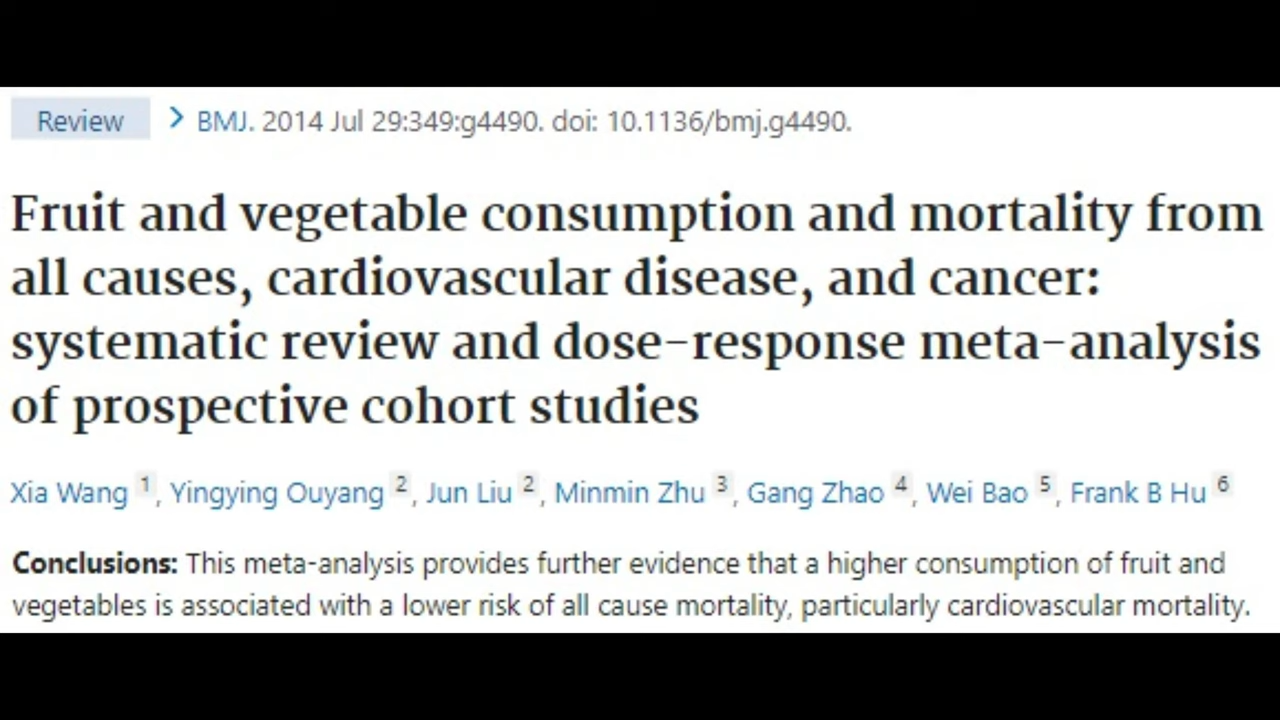 Review > BMJ. 2014 Jul 29:349:g4490. doi: 10.1136/bmj.g4490.
Fruit and vegetable consumption and mortality from
all causes, cardiovascular disease, and cancer:
systematic review and dose-response meta-analysis
of prospective cohort studies
Xia Wang 1, Yingying Ouyang 2, Jun Liu 2, Minmin Zhu 3, Gang Zhao 4, Wei Bao 5, Frank B Hu 6
Conclusions: This meta-analysis provides further evidence that a higher consumption of fruit and
vegetables is associated with a lower risk of all cause mortality, particularly cardiovascular mortality.